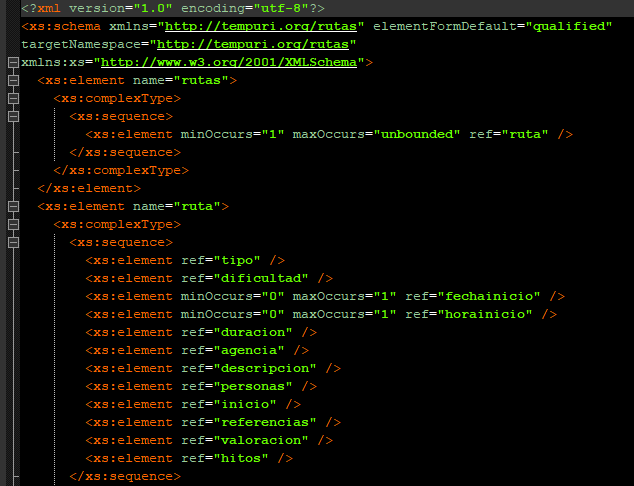 <?xml version="1.0" encoding="utf-8"?>
<xs:schema xmlns="http://tempuri.org/rutas" elementFormDefault="qualified"
targetNamespace="http://tempuri.org/rutas"
xmlns:xs="http://www.w3.org/2001/XMLSchema">
<xs:element name="rutas">
<xs:complexType>
<xs:sequence>
<xs:element minOccurs="1" maxOccurs="unbounded" ref="ruta" />
</xs:sequence>
</xs:complexType>
</xs:element>
<xs:element name="ruta">
<xs:complexType>
<xs:sequence>
<xs:element ref="tipo" />
<xs:element ref="dificultad" />
<xs:element minOccurs="0" maxOccurs="1" ref="fechainicio" />
<xs:element minOccurs="0" maxOccurs="1" ref="horainicio" />
<xs:element ref="duracion" />
<xs:element ref="agencia" />
<xs:element ref="descripcion" />
<xs:element ref="personas" />
<xs:element ref="inicio" />
<xs:element ref="referencias" />
<xs:element ref="valoracion" />
<xs:element ref="hitos" />
</xs:sequence>